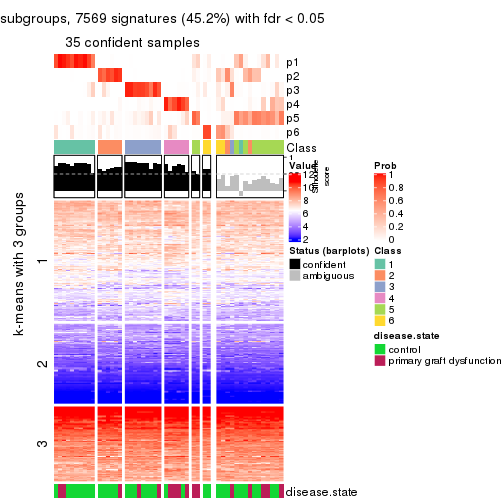 subgroups, 7569 signatures (45.2%) with fdr < 0.05
35 confident samples
p1
p2
p3
p4
p5
p6
Class
1
Silhouette
score
k-means with 3 groups
1
2
3
disease.state
Value
12
10
8
6
4
2
Status (barplots)
confident
ambiguous
Prob
1
0.8
0.6
0.4
0.2
0
Class
1
2
3
4
5
6
disease.state
control
primary graft dysfunction